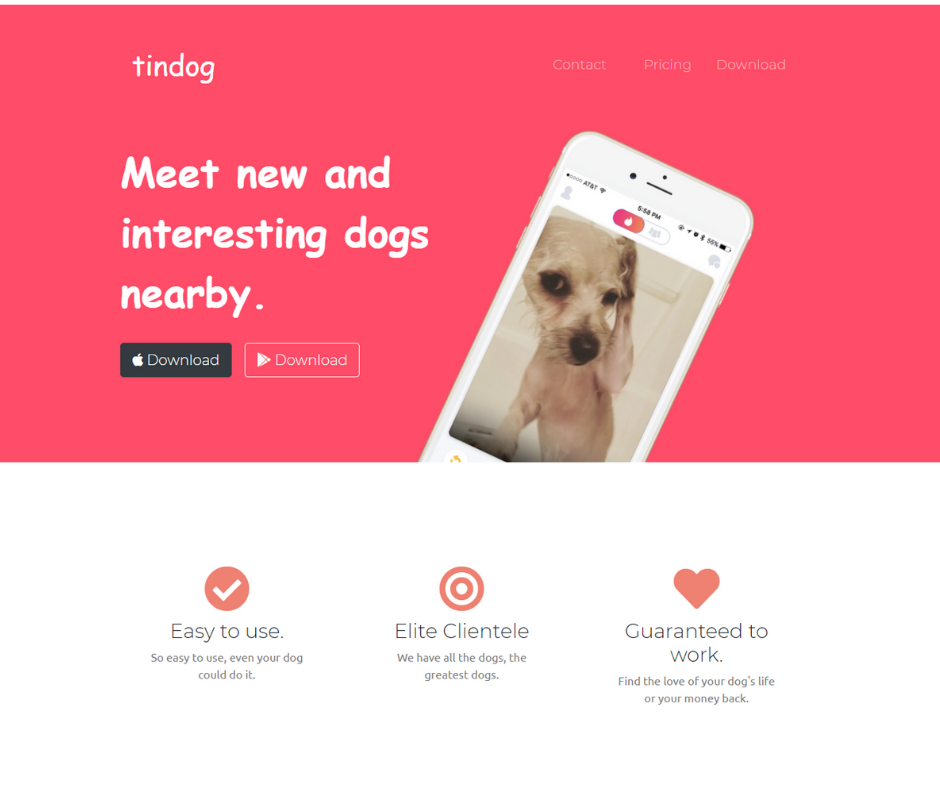 tindog
Contact Pricing Download
Meet new and
interesting dogs
nearby.
Download Download
AT&T
5:58 PM
55%
Easy to use.
So easy to use, even your dog
could do it.
Elite Clientele
We have all the dogs, the
greatest dogs.
Guaranteed to
work.
Find the love of your dog's life
or your money back.